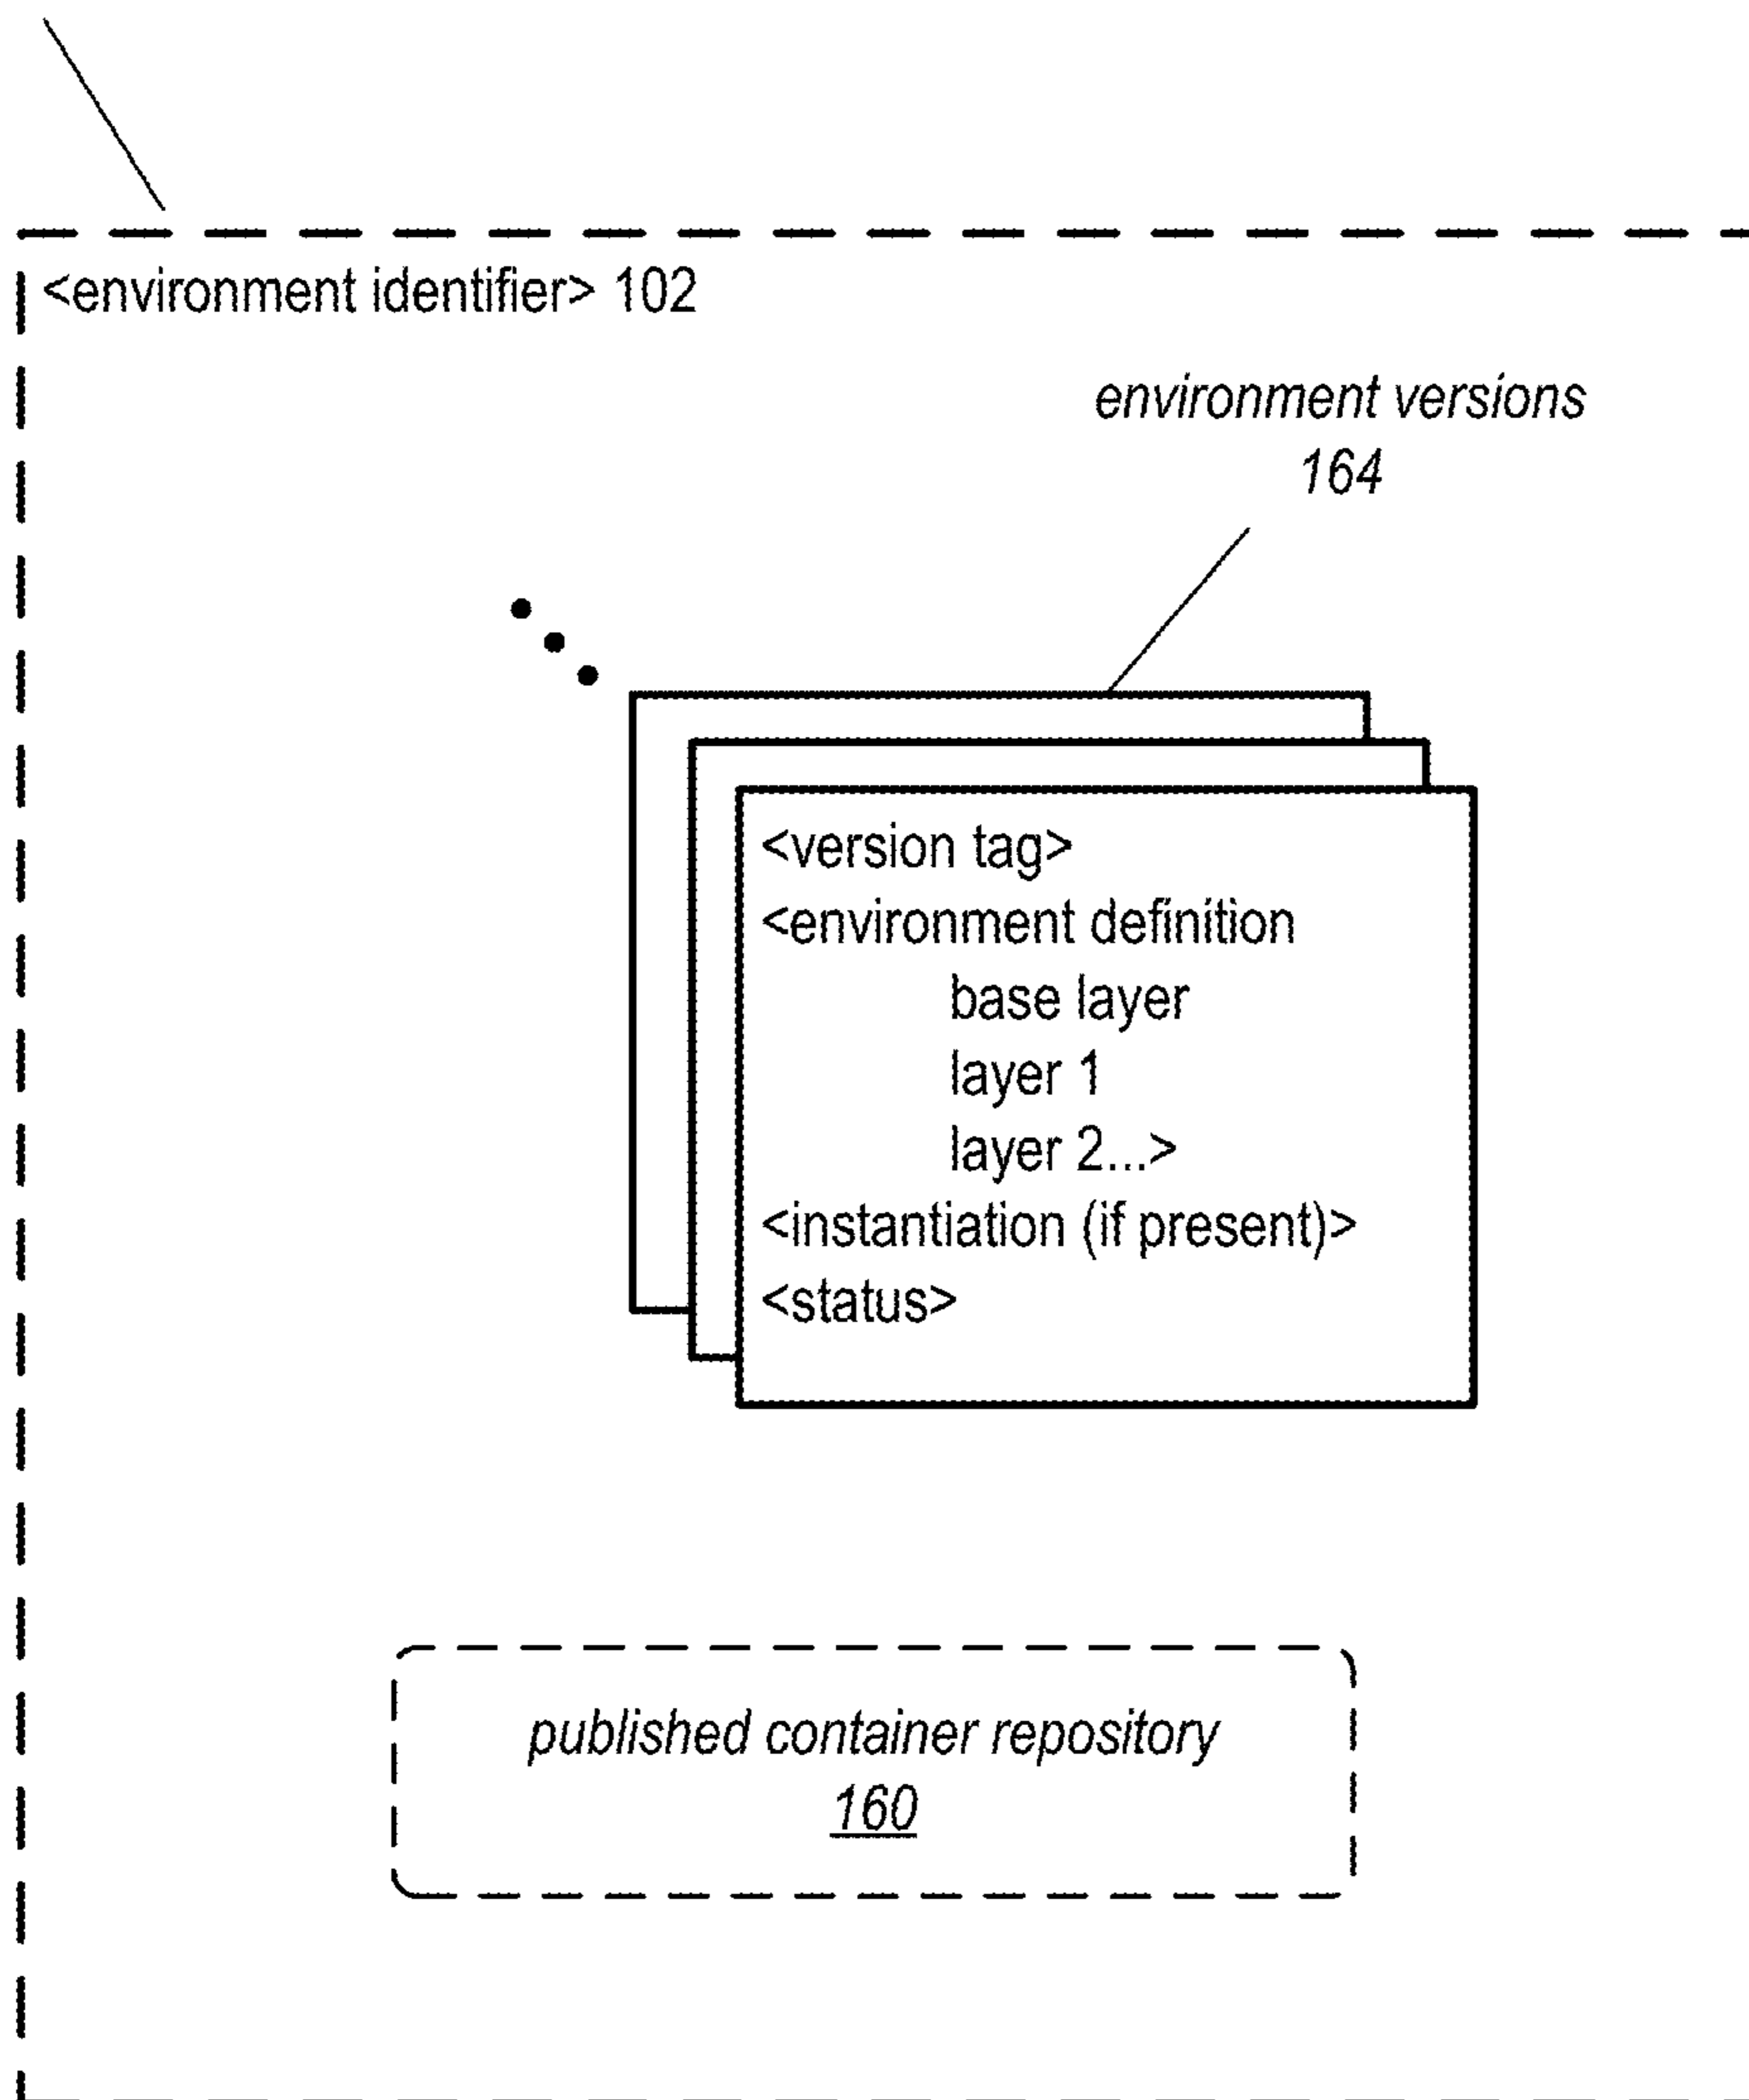 <environment identifier> 102
environment versions
164
<version tag>
<environment definition
base layer
layer 1
layer 2...>
<instantiation (if present)>
<status>
published container repository
160